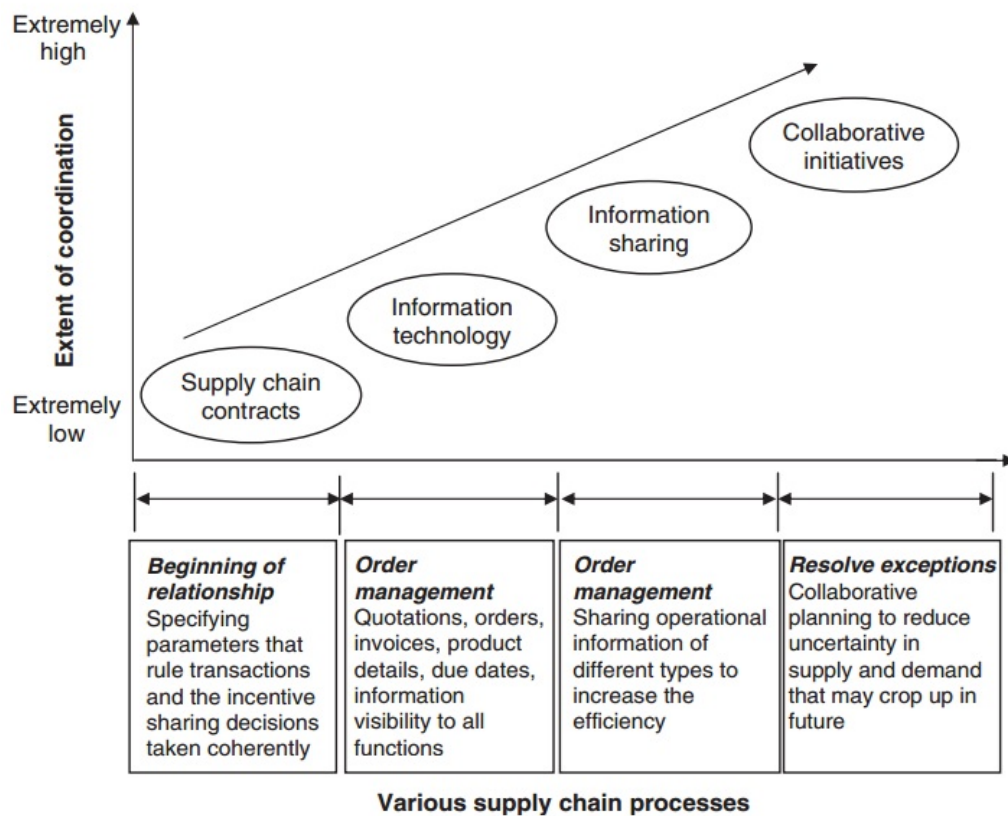 Extremely
high
Extent of coordination
Extremely
low
Collaborative
initiatives
Information
sharing
Information
technology
Supply chain
contracts
Beginning of
relationship
Specifying
parameters that
rule transactions
and the incentive
sharing decisions
taken coherently
Order
management
Quotations, orders,
invoices, product
details, due dates,
information
visibility to all
functions
Order
management
Sharing operational
information of
different types to
increase the
efficiency
Resolve exceptions
Collaborative
planning to reduce
uncertainty in
supply and demand
that may crop up in
future
Various supply chain processes